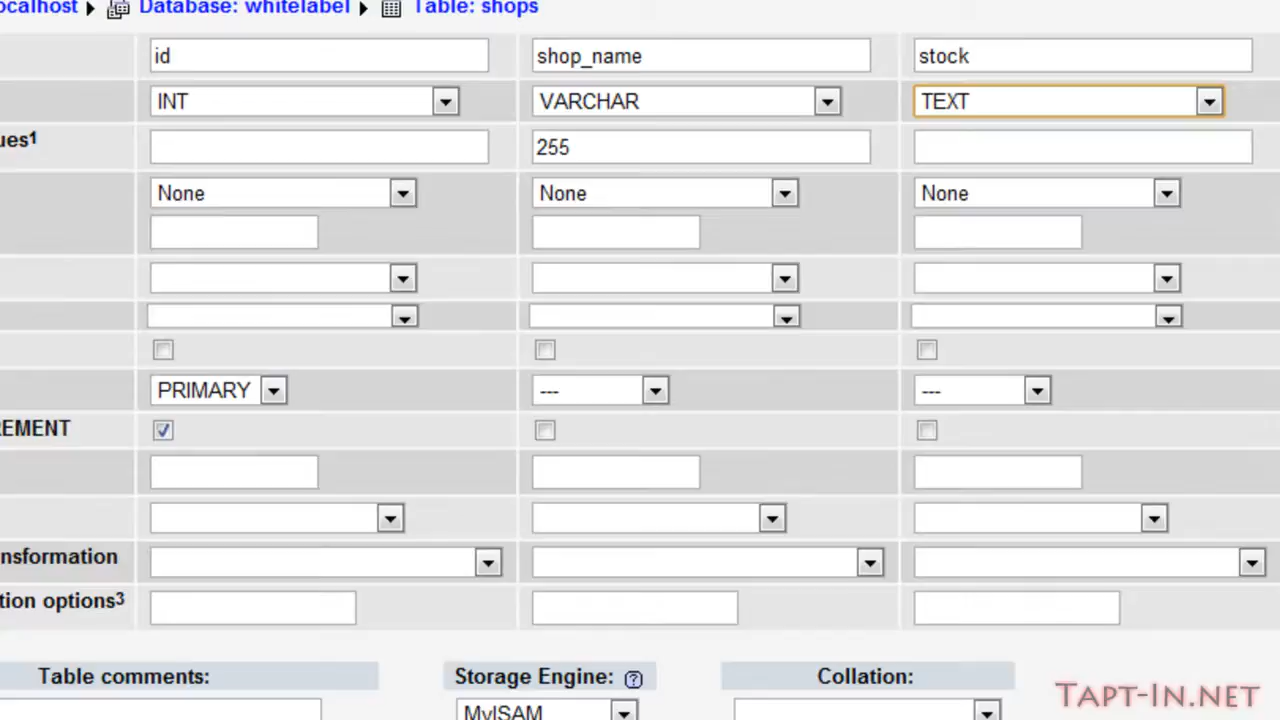 ocalhost Database: whitelabel Table: shops
id shop_name stock
INT VARCHAR TEXT
ues1 255
None None None
PRIMARY --- ---
REMENT
nsformation
tion options3
Table comments: Storage Engine: ? Collation:
MyISAM
TAPT-IN.NET